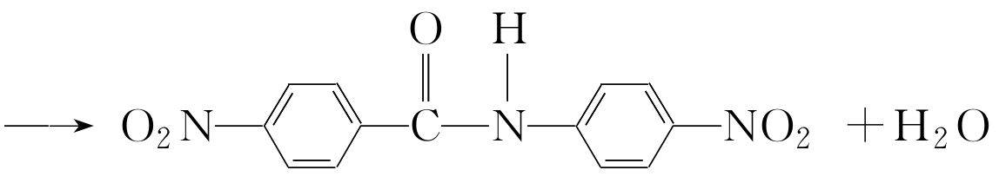 O H
⟶ O₂N C N NO₂ +H₂O